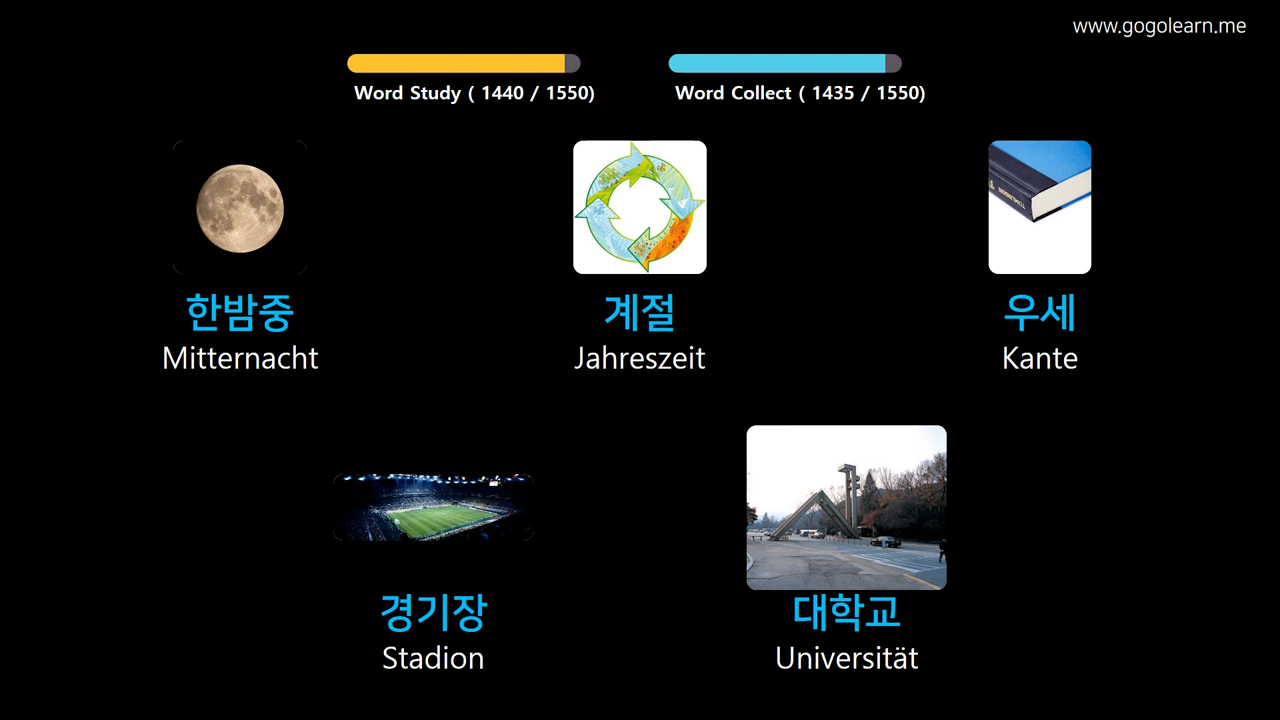 www.gogolearn.me
Word Study ( 1440 / 1550)
Word Collect ( 1435 / 1550)
한밤중
Mitternacht
계절
Jahreszeit
우세
Kante
경기장
Stadion
대학교
Universität